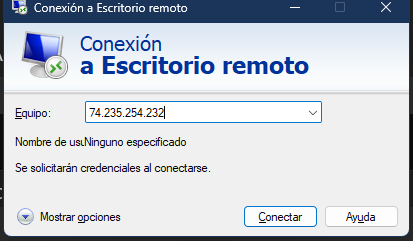 Conexión a Escritorio remoto
Conexión
a Escritorio remoto
Equipo: 74.235.254.232
Nombre de usuNinguno especificado
Se solicitarán credenciales al conectarse.
Mostrar opciones Conectar Ayuda